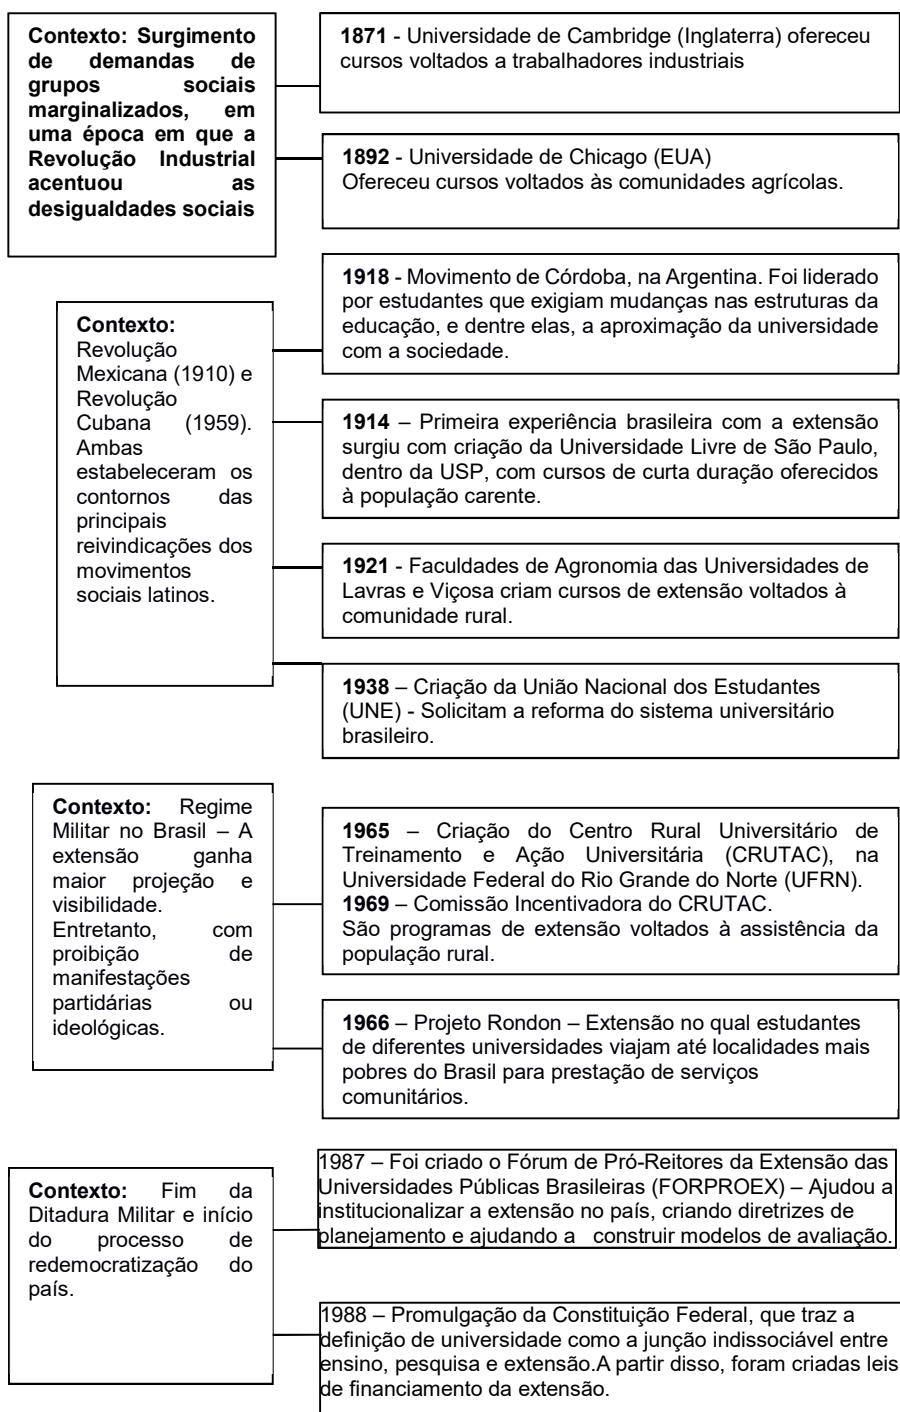 Contexto: Surgimento
de demandas de
grupos sociais
marginalizados, em
uma época em que a
Revolução Industrial
acentuou as
desigualdades sociais
1871 - Universidade de Cambridge (Inglaterra) ofereceu
cursos voltados a trabalhadores industriais
1892 - Universidade de Chicago (EUA)
Ofereceu cursos voltados às comunidades agrícolas.
Contexto:
Revolução
Mexicana (1910) e
Revolução
Cubana (1959).
Ambas
estabeleceram os
contornos das
principais
reivindicações dos
movimentos
sociais latinos.
1918 - Movimento de Córdoba, na Argentina. Foi liderado
por estudantes que exigiam mudanças nas estruturas da
educação, e dentre elas, a aproximação da universidade
com a sociedade.
1914 – Primeira experiência brasileira com a extensão
surgiu com criação da Universidade Livre de São Paulo,
dentro da USP, com cursos de curta duração oferecidos
à população carente.
1921 - Faculdades de Agronomia das Universidades de
Lavras e Viçosa criam cursos de extensão voltados à
comunidade rural.
1938 – Criação da União Nacional dos Estudantes
(UNE) - Solicitam a reforma do sistema universitário
brasileiro.
Contexto: Regime
Militar no Brasil – A
extensão ganha
maior projeção e
visibilidade.
Entretanto, com
proibição de
manifestações
partidárias ou
ideológicas.
1965 – Criação do Centro Rural Universitário de
Treinamento e Ação Universitária (CRUTAC), na
Universidade Federal do Rio Grande do Norte (UFRN).
1969 – Comissão Incentivadora do CRUTAC.
São programas de extensão voltados à assistência da
população rural.
1966 – Projeto Rondon – Extensão no qual estudantes
de diferentes universidades viajam até localidades mais
pobres do Brasil para prestação de serviços
comunitários.
Contexto: Fim da
Ditadura Militar e início
do processo de
redemocratização do
país.
1987 – Foi criado o Fórum de Pró-Reitores da Extensão das
Universidades Públicas Brasileiras (FORPROEX) – Ajudou a
institucionalizar a extensão no país, criando diretrizes de
planejamento e ajudando a construir modelos de avaliação.
1988 – Promulgação da Constituição Federal, que traz a
definição de universidade como a junção indissociável entre
ensino, pesquisa e extensão.A partir disso, foram criadas leis
de financiamento da extensão.